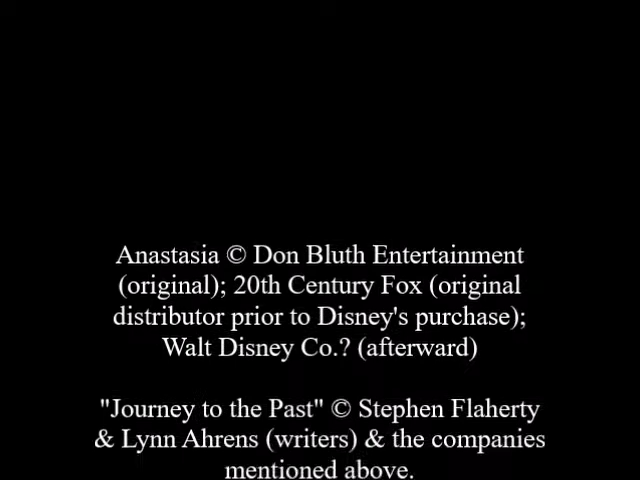 Anastasia © Don Bluth Entertainment
(original); 20th Century Fox (original
distributor prior to Disney's purchase);
Walt Disney Co.? (afterward)
"Journey to the Past" © Stephen Flaherty
& Lynn Ahrens (writers) & the companies
mentioned above.